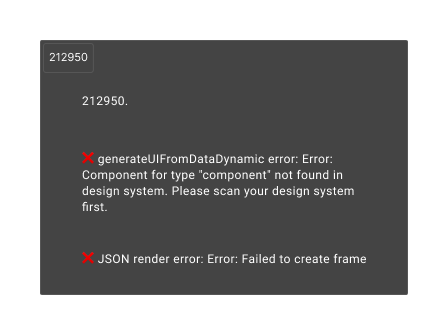 212950
212950.
❌ generateUIFromDataDynamic error: Error:
Component for type "component" not found in
design system. Please scan your design system
first.
❌ JSON render error: Error: Failed to create frame